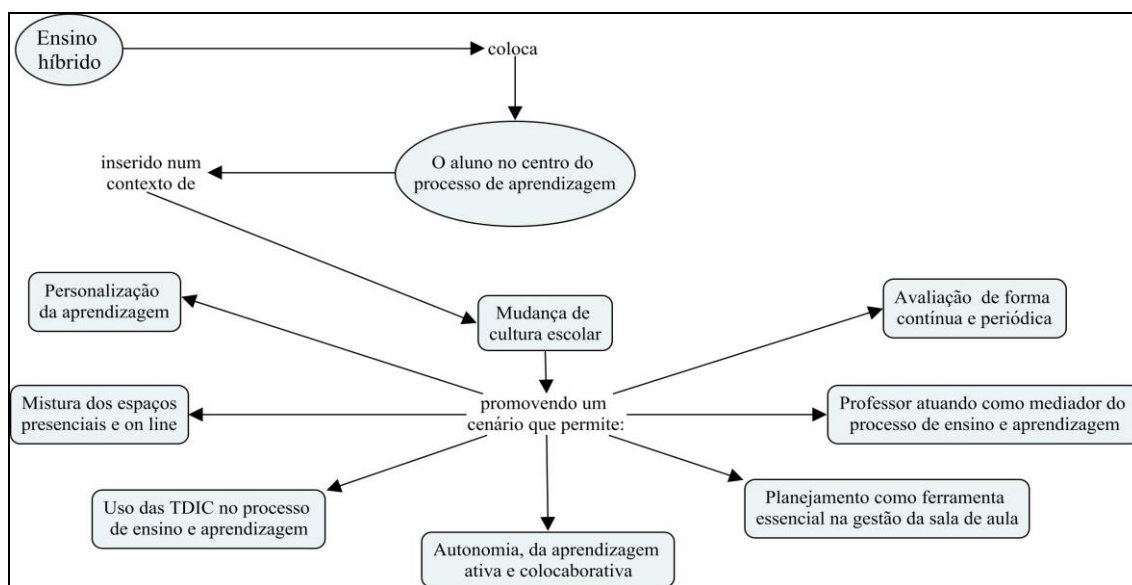 Ensino
híbrido
coloca
O aluno no centro do
processo de aprendizagem
inserido num
contexto de
Personalização
da aprendizagem
Mudança de
cultura escolar
Avaliação de forma
contínua e periódica
Mistura dos espaços
presenciais e on line
promovendo um
cenário que permite:
Professor atuando como mediador do
processo de ensino e aprendizagem
Uso das TDIC no processo
de ensino e aprendizagem
Planejamento como ferramenta
essencial na gestão da sala de aula
Autonomia, da aprendizagem
ativa e colocaborativa